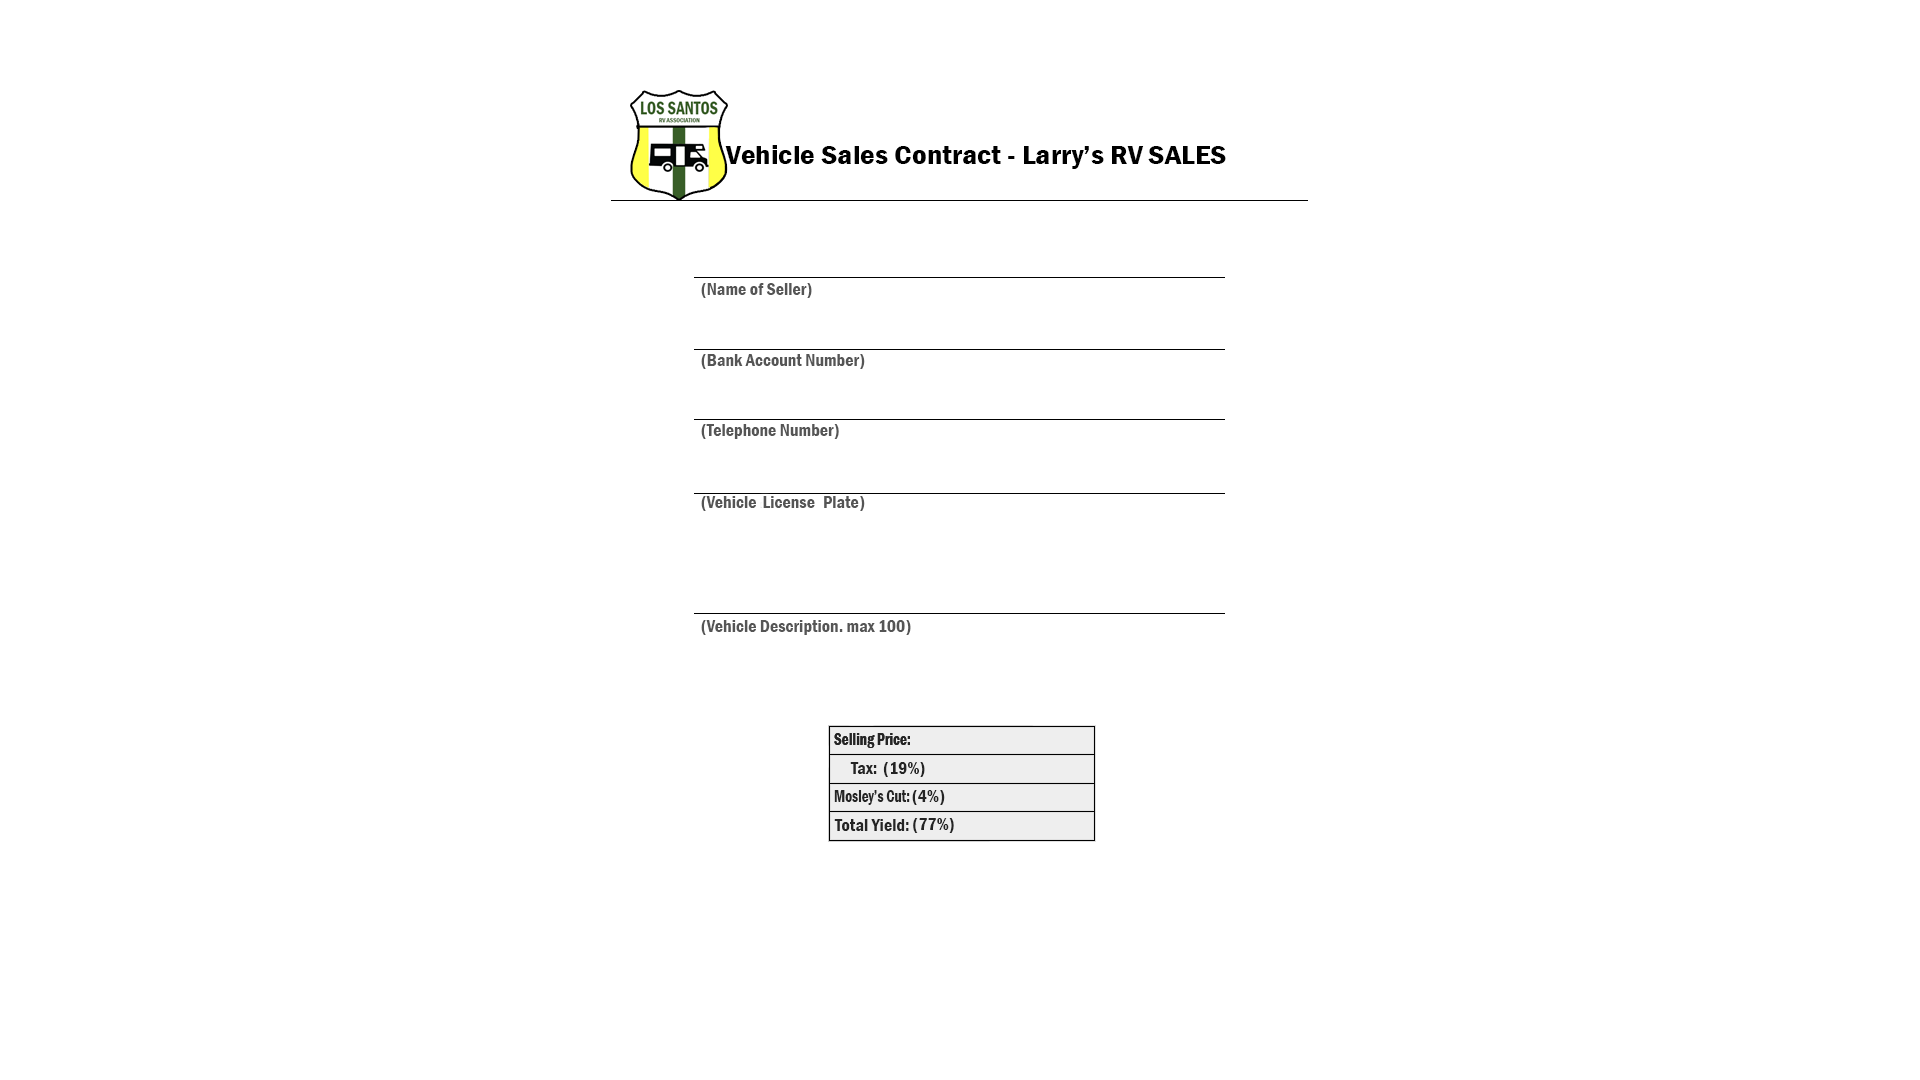 LOS SANTOS
RV ASSOCIATION
Vehicle Sales Contract - Larry’s RV SALES
(Name of Seller)
(Bank Account Number)
(Telephone Number)
(Vehicle License Plate)
(Vehicle Description. max 100)
Selling Price:
Tax: (19%)
Mosley's Cut: (4%)
Total Yield: (77%)